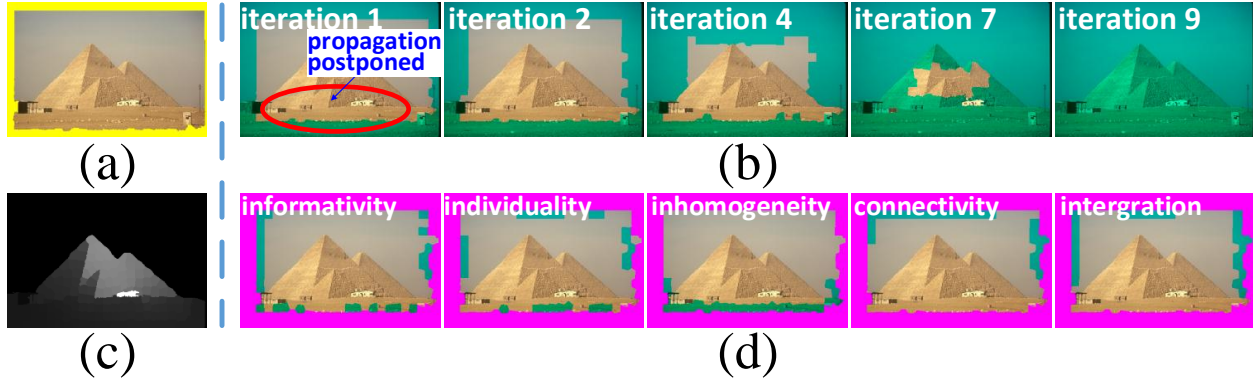 iteration 1
iteration 2
iteration 4
iteration 7
iteration 9
propagation
postponed
(a)
(b)
informativity
individuality
inhomogeneity
connectivity
intergration
(c)
(d)